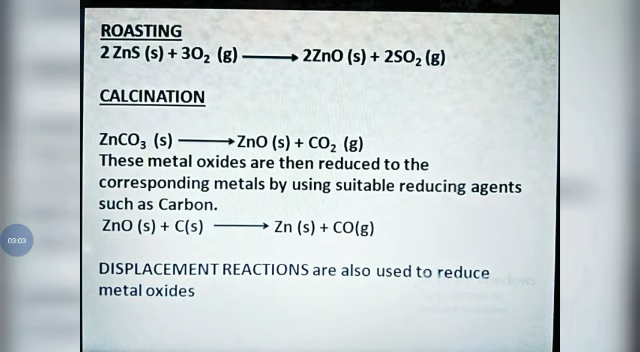 ROASTING
2 ZnS (s) + 3O₂ (g) ⟶ 2ZnO (s) + 2SO₂ (g)
CALCINATION
ZnCO₃ (s) ⟶ ZnO (s) + CO₂ (g)
These metal oxides are then reduced to the
corresponding metals by using suitable reducing agents
such as Carbon.
ZnO (s) + C(s) ⟶ Zn (s) + CO(g)
03:03
DISPLACEMENT REACTIONS are also used to reduce
metal oxides